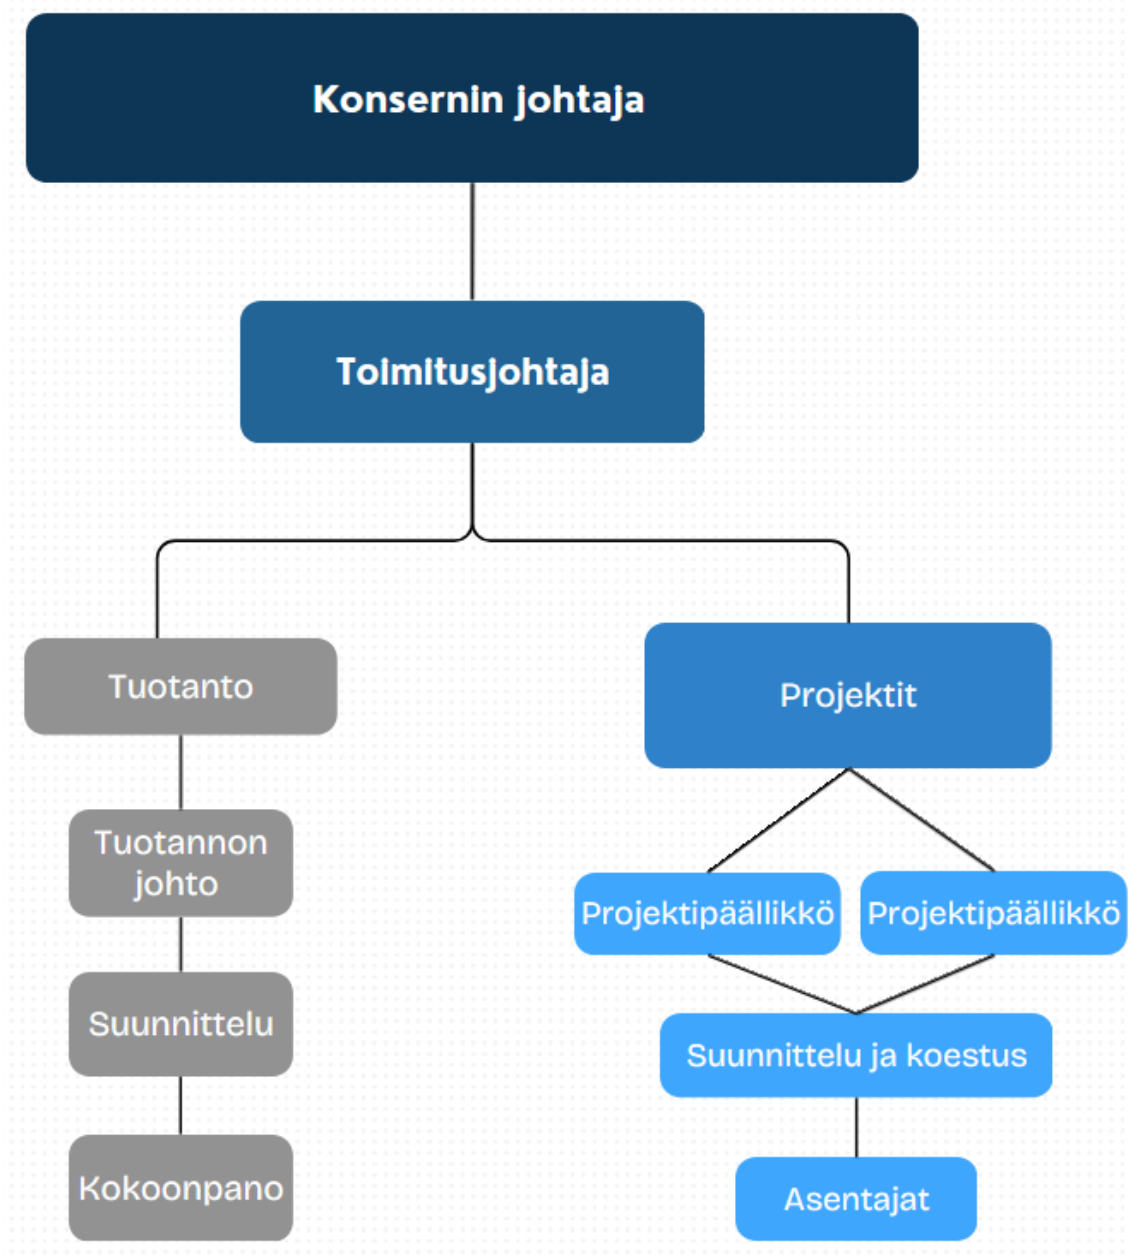 Konsernin johtaja
Toimitusjohtaja
Tuotanto
Projektit
Tuotannon
johto
Projektipäällikkö
Projektipäällikkö
Suunnittelu
Suunnittelu ja koestus
Kokoonpano
Asentajat